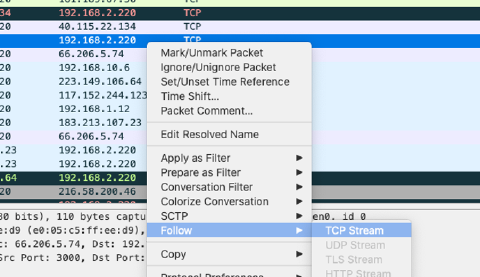 34 192.168.2.220 TCP
20 40.115.22.134 TCP
192.168.2.220 TCP
20 66.206.5.74
20 192.168.10.6
20 223.149.106.64
20 117.152.244.123
20 192.168.1.12
20 183.213.107.23
20 66.206.5.74
.23 192.168.2.220
.23 192.168.2.220
.64 192.168.2.220
20 216.58.200.46
Mark/Unmark Packet
Ignore/Unignore Packet
Set/Unset Time Reference
Time Shift...
Packet Comment...
Edit Resolved Name
Apply as Filter
Prepare as Filter
Conversation Filter
Colorize Conversation
SCTP
Follow
Copy
TCP Stream
UDP Stream
TLS Stream
HTTP Stream
80 bits), 110 bytes captu
en0, id 0
e:d9 (e0:05:c5:ff:ee:d9),
c: 66.206.5.74, Dst: 192.
Src Port: 3000, Dst Port: